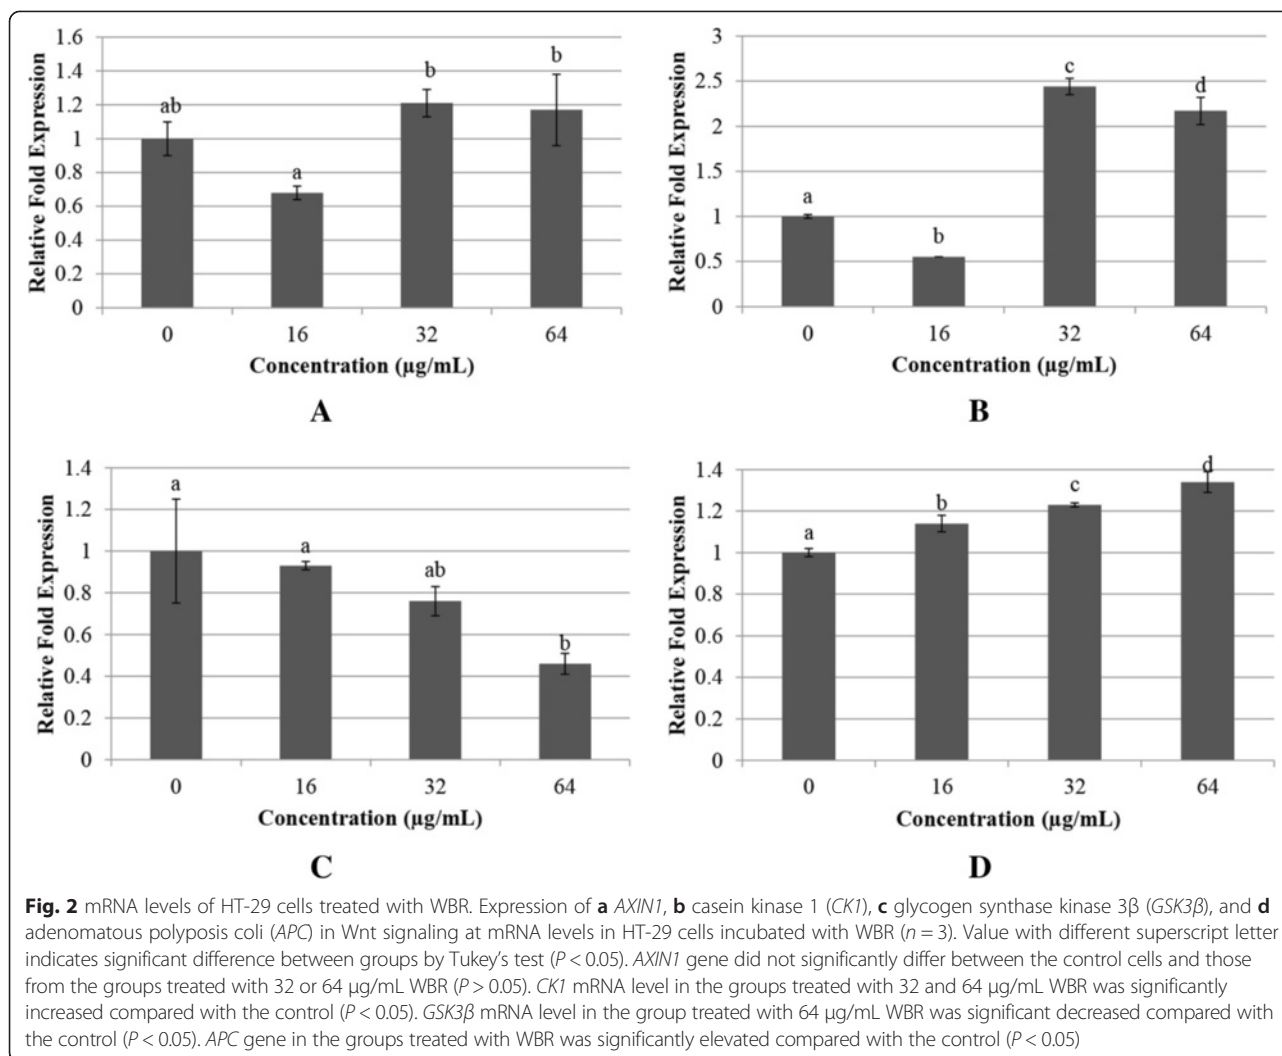 1.6
1.4
1.2
1
0.8
0.6
0.4
0.2
0
Relative Fold Expression
ab
a
b
b
0 16 32 64
Concentration (µg/mL)
A
3
2.5
2
1.5
1
0.5
0
Relative Fold Expression
a
b
c
d
0 16 32 64
Concentration (µg/mL)
B
1.4
1.2
1
0.8
0.6
0.4
0.2
0
Relative Fold Expression
a
a
ab
b
0 16 32 64
Concentration (µg/mL)
C
1.4
1.2
1
0.8
0.6
0.4
0.2
0
Relative Fold Expression
a
b
c
d
0 16 32 64
Concentration (µg/mL)
D
Fig. 2 mRNA levels of HT-29 cells treated with WBR. Expression of a AXIN1, b casein kinase 1 (CK1), c glycogen synthase kinase 3β (GSK3β), and d
adenomatous polyposis coli (APC) in Wnt signaling at mRNA levels in HT-29 cells incubated with WBR (n = 3). Value with different superscript letter
indicates significant difference between groups by Tukey's test (P < 0.05). AXIN1 gene did not significantly differ between the control cells and those
from the groups treated with 32 or 64 µg/mL WBR (P > 0.05). CK1 mRNA level in the groups treated with 32 and 64 µg/mL WBR was significantly
increased compared with the control (P < 0.05). GSK3β mRNA level in the group treated with 64 µg/mL WBR was significant decreased compared with
the control (P < 0.05). APC gene in the groups treated with WBR was significantly elevated compared with the control (P < 0.05)